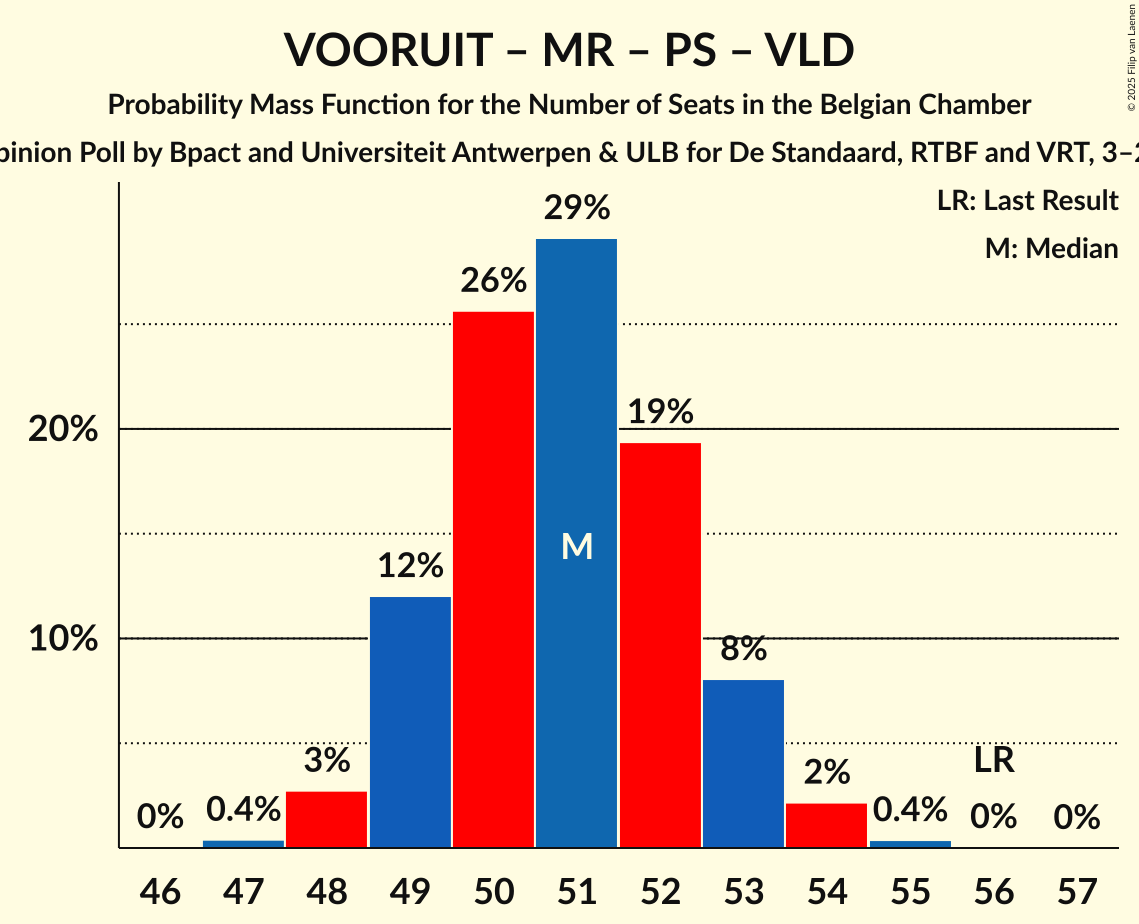 © 2025 Filip van Laenen
VOORUIT – MR – PS – VLD
Probability Mass Function for the Number of Seats in the Belgian Chamber
Poll by Bpact and Universiteit Antwerpen & ULB for De Standaard, RTBF and VRT,
LR: Last Result
M: Median
29%
26%
20%
19%
M
12%
10%
8%
3%
2%
LR
0%
0.4%
0.4%
0%
0%
46 47 48 49 50 51 52 53 54 55 56 57